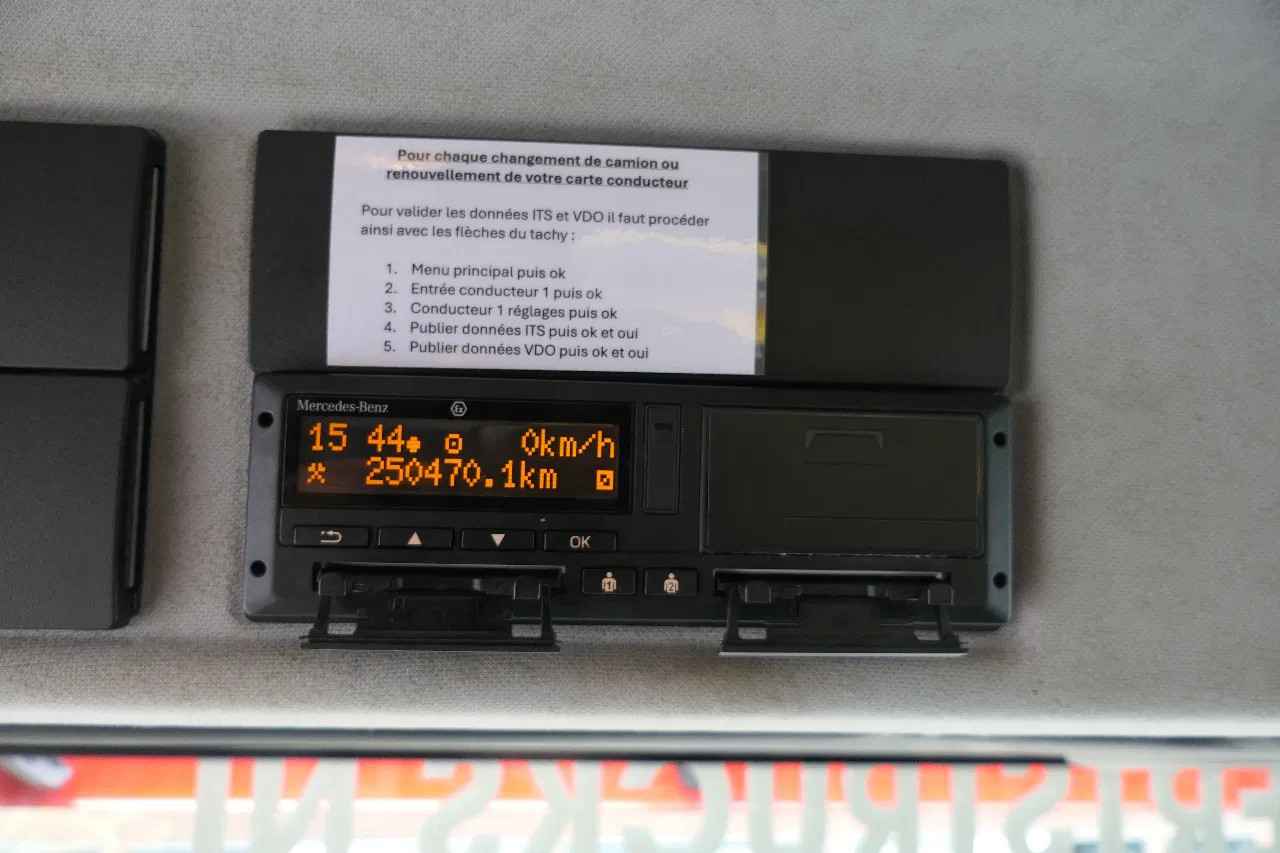 Pour chaque changement de camion ou
renouvellement de votre carte conducteur
Pour valider les données ITS et VDO il faut procéder
ainsi avec les flèches du tachy :
1. Menu principal puis ok
2. Entrée conducteur 1 puis ok
3. Conducteur 1 réglages puis ok
4. Publier données ITS puis ok et oui
5. Publier données VDO puis ok et oui
Mercedes-Benz Ex
15 44 0km/h
250470.1km
OK
1 2